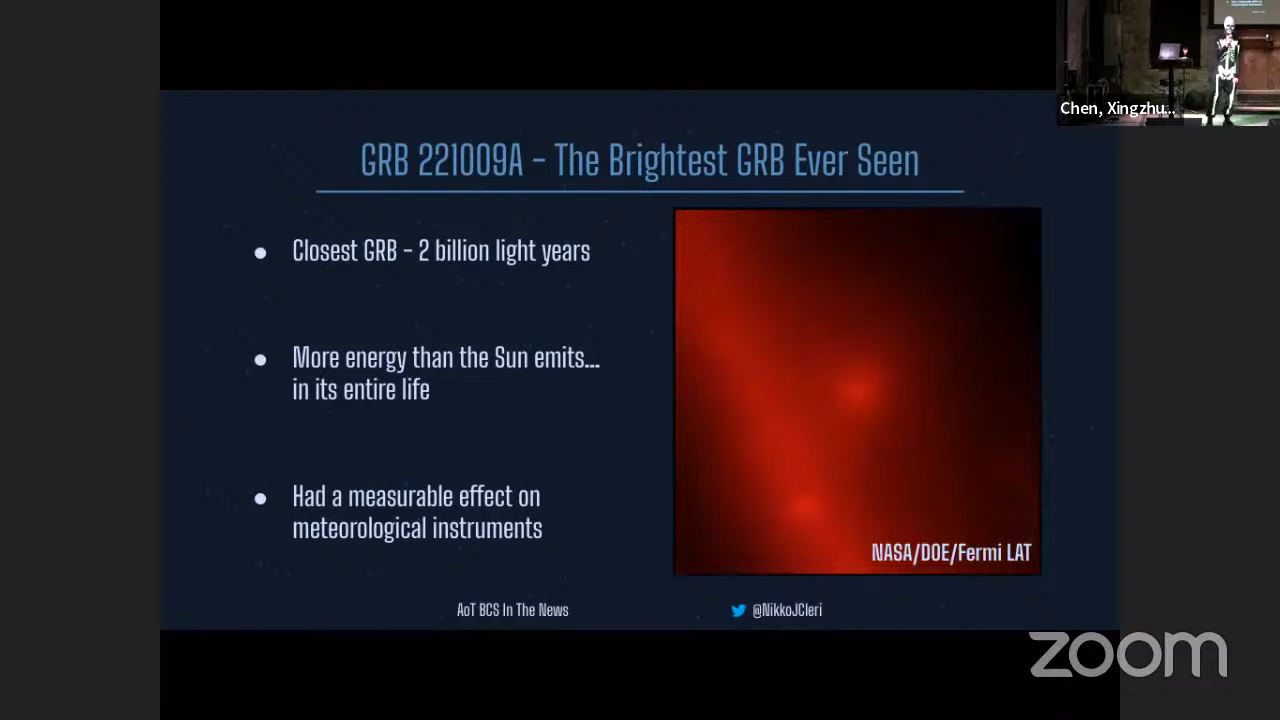 Chen, Xingzhu...
GRB 221009A - The Brightest GRB Ever Seen
● Closest GRB - 2 billion light years
● More energy than the Sun emits...
in its entire life
● Had a measurable effect on
meteorological instruments
NASA/DOE/Fermi LAT
AoT BCS In The News
@NikkoJCleri
zoom